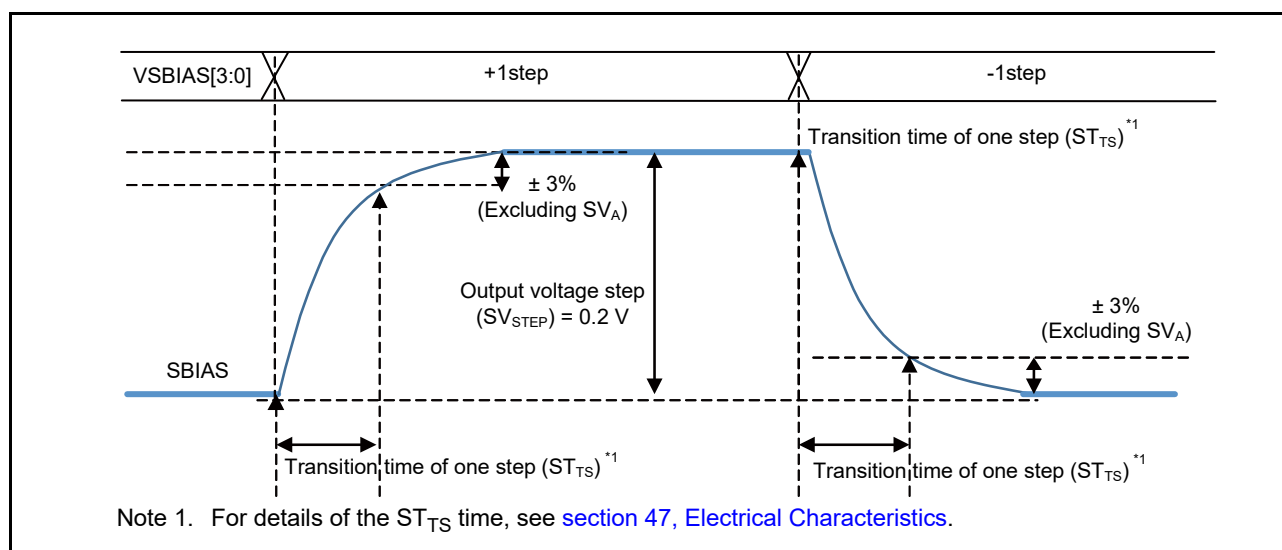 VSBIAS[3:0]
+1step
-1step
Transition time of one step (STTS)*1
± 3%
(Excluding SVA)
Output voltage step
(SVSTEP) = 0.2 V
± 3%
(Excluding SVA)
SBIAS
Transition time of one step (STTS)*1
Transition time of one step (STTS)*1
Note 1. For details of the STTS time, see section 47, Electrical Characteristics.